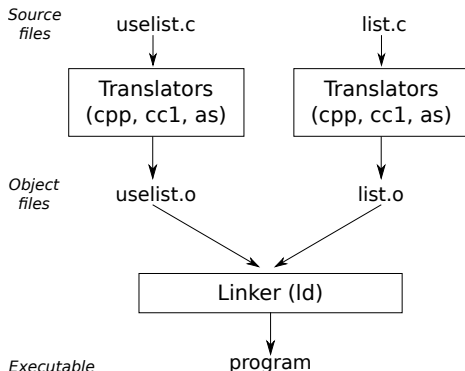 Source
files
uselist.c
list.c
Translators
(cpp, cc1, as)
Translators
(cpp, cc1, as)
Object
files
uselist.o
list.o
Linker (ld)
Executable
program